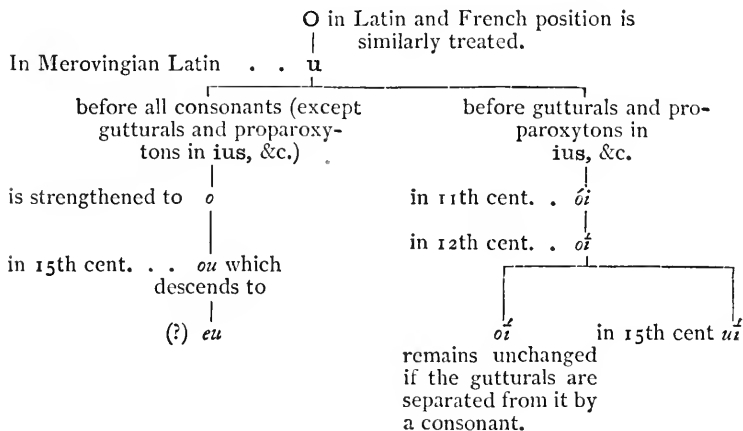 O in Latin and French position is
similarly treated.
In Merovingian Latin . . u
before all consonants (except
gutturals and proparoxy-
tons in ius, &c.)
before gutturals and pro-
paroxytons in
ius, &c.
is strengthened to o
in 11th cent. . ói
in 12th cent. . oí
in 15th cent. . . ou which
descends to
(?) eu
oí
remains unchanged
if the gutturals are
separated from it by
a consonant.
in 15th cent uí